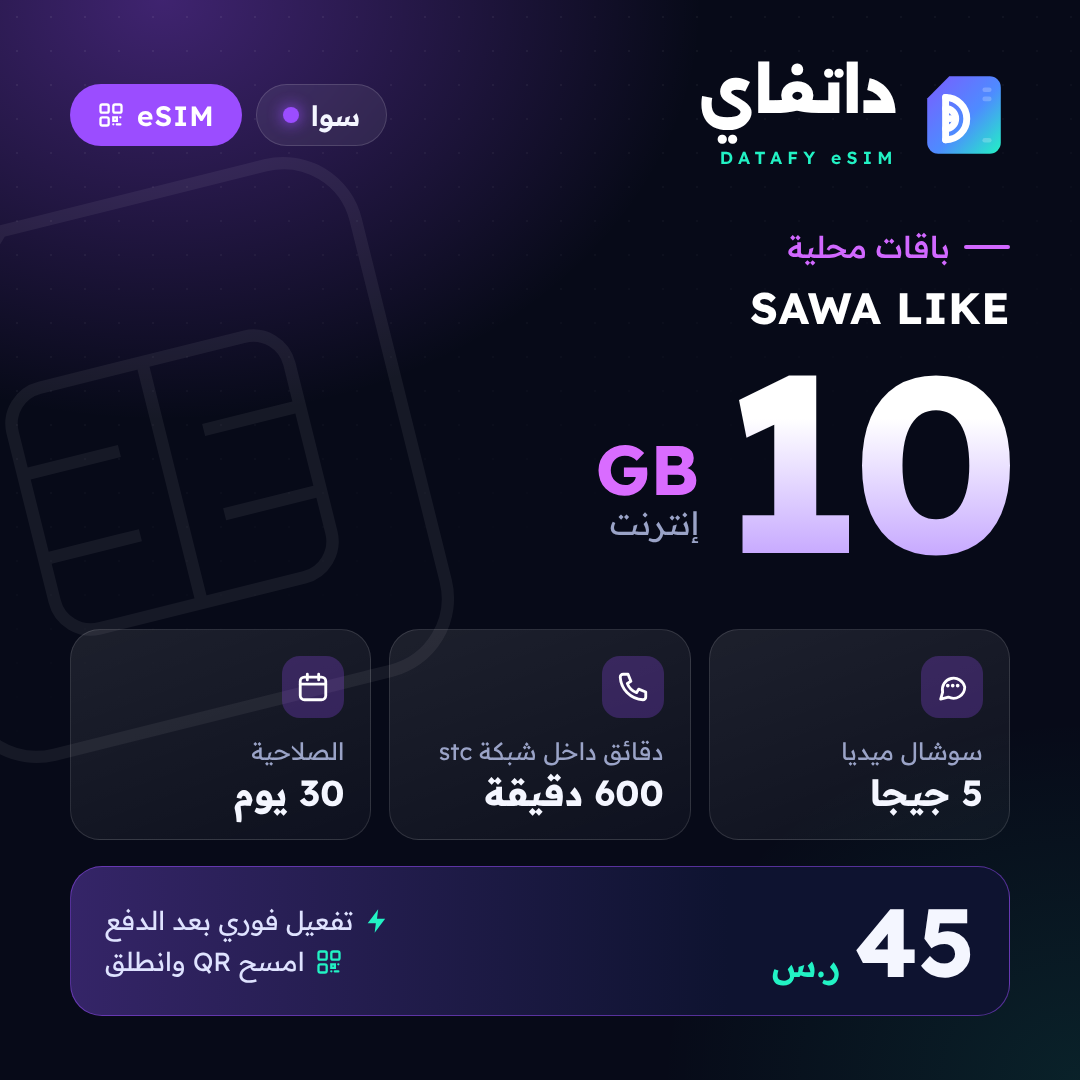 داتفاي
DATAFY eSIM
سوا
eSIM
باقات محلية
SAWA LIKE
10 GB
إنترنت
سوشال ميديا
5 جيجا
دقائق داخل شبكة stc
600 دقيقة
الصلاحية
30 يوم
45 ر.س
تفعيل فوري بعد الدفع
امسح QR وانطلق